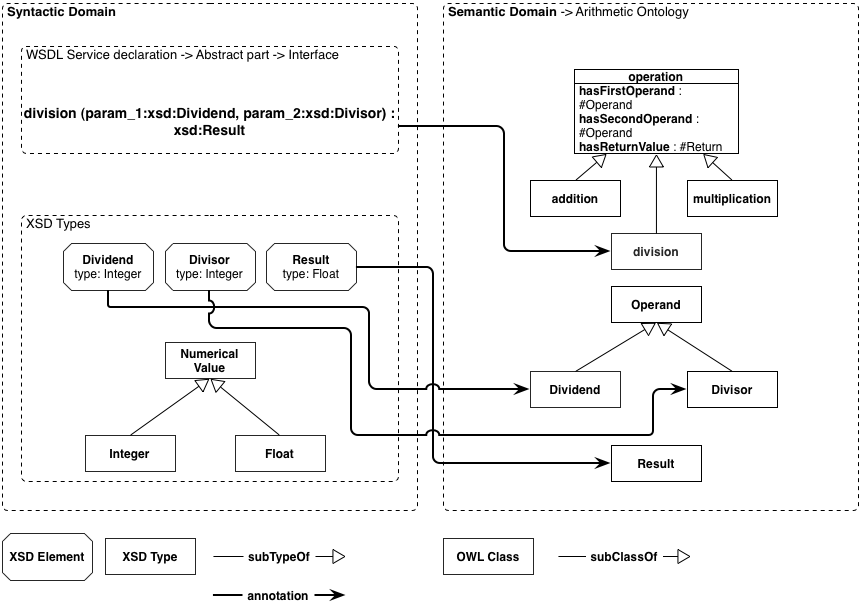 Syntactic Domain
WSDL Service declaration -> Abstract part -> Interface
division (param_1:xsd:Dividend, param_2:xsd:Divisor) :
xsd:Result
XSD Types
Dividend
type: Integer
Divisor
type: Integer
Result
type: Float
Numerical
Value
Integer
Float
Semantic Domain -> Arithmetic Ontology
operation
hasFirstOperand :
#Operand
hasSecondOperand :
#Operand
hasReturnValue : #Return
addition
multiplication
division
Operand
Dividend
Divisor
Result
XSD Element
XSD Type
subTypeOf
annotation
OWL Class
subClassOf